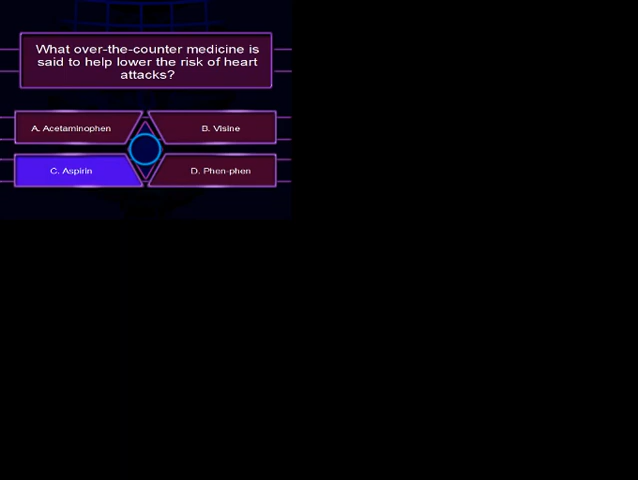 What over-the-counter medicine is
said to help lower the risk of heart
attacks?
A. Acetaminophen
B. Visine
C. Aspirin
D. Phen-phen